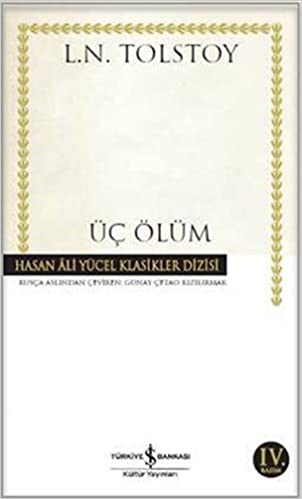 L.N. TOLSTOY
ÜÇ ÖLÜM
HASAN ÂLİ YÜCEL KLASİKLER DİZİSİ
RUSÇA ASLINDAN ÇEVİREN: GÜNAY ÇETAO KIZILIRMAK
TÜRKİYE İŞ BANKASI
Kültür Yayınları
IV.
BASIM